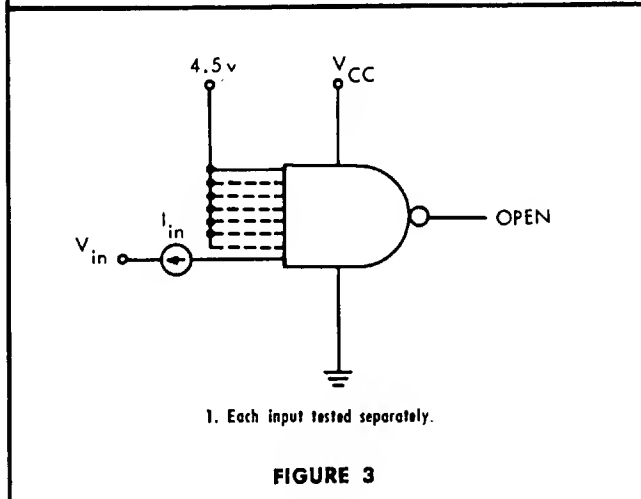 4.5 v
V CC
I in
V in
OPEN
1. Each input tested separately.
FIGURE 3